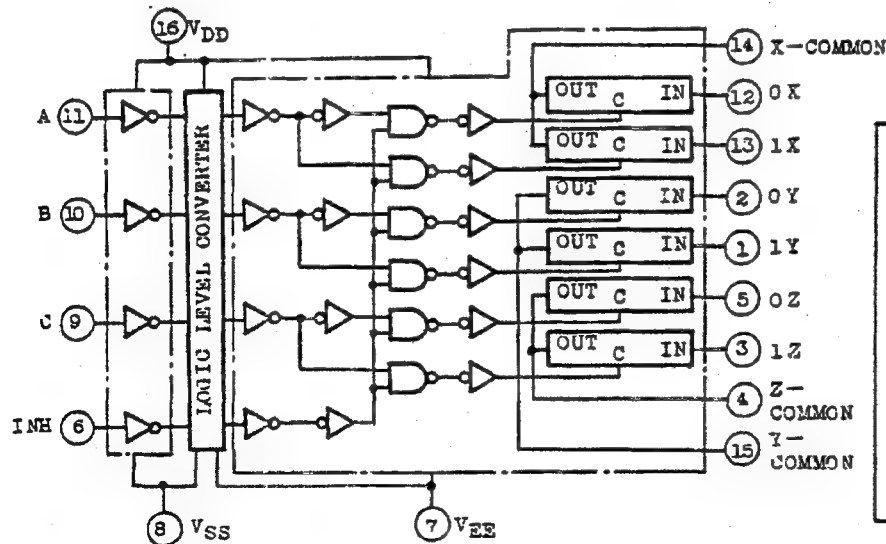 16 VDD
14 X-COMMON
A 11
OUT C IN 12 0X
OUT C IN 13 1X
B 10
OUT C IN 2 0Y
OUT C IN 1 1Y
C 9
OUT C IN 5 0Z
OUT C IN 3 1Z
LOGIC LEVEL CONVERTER
INH 6
4 Z-
COMMON
15 Y-
COMMON
8 VSS
7 VEE